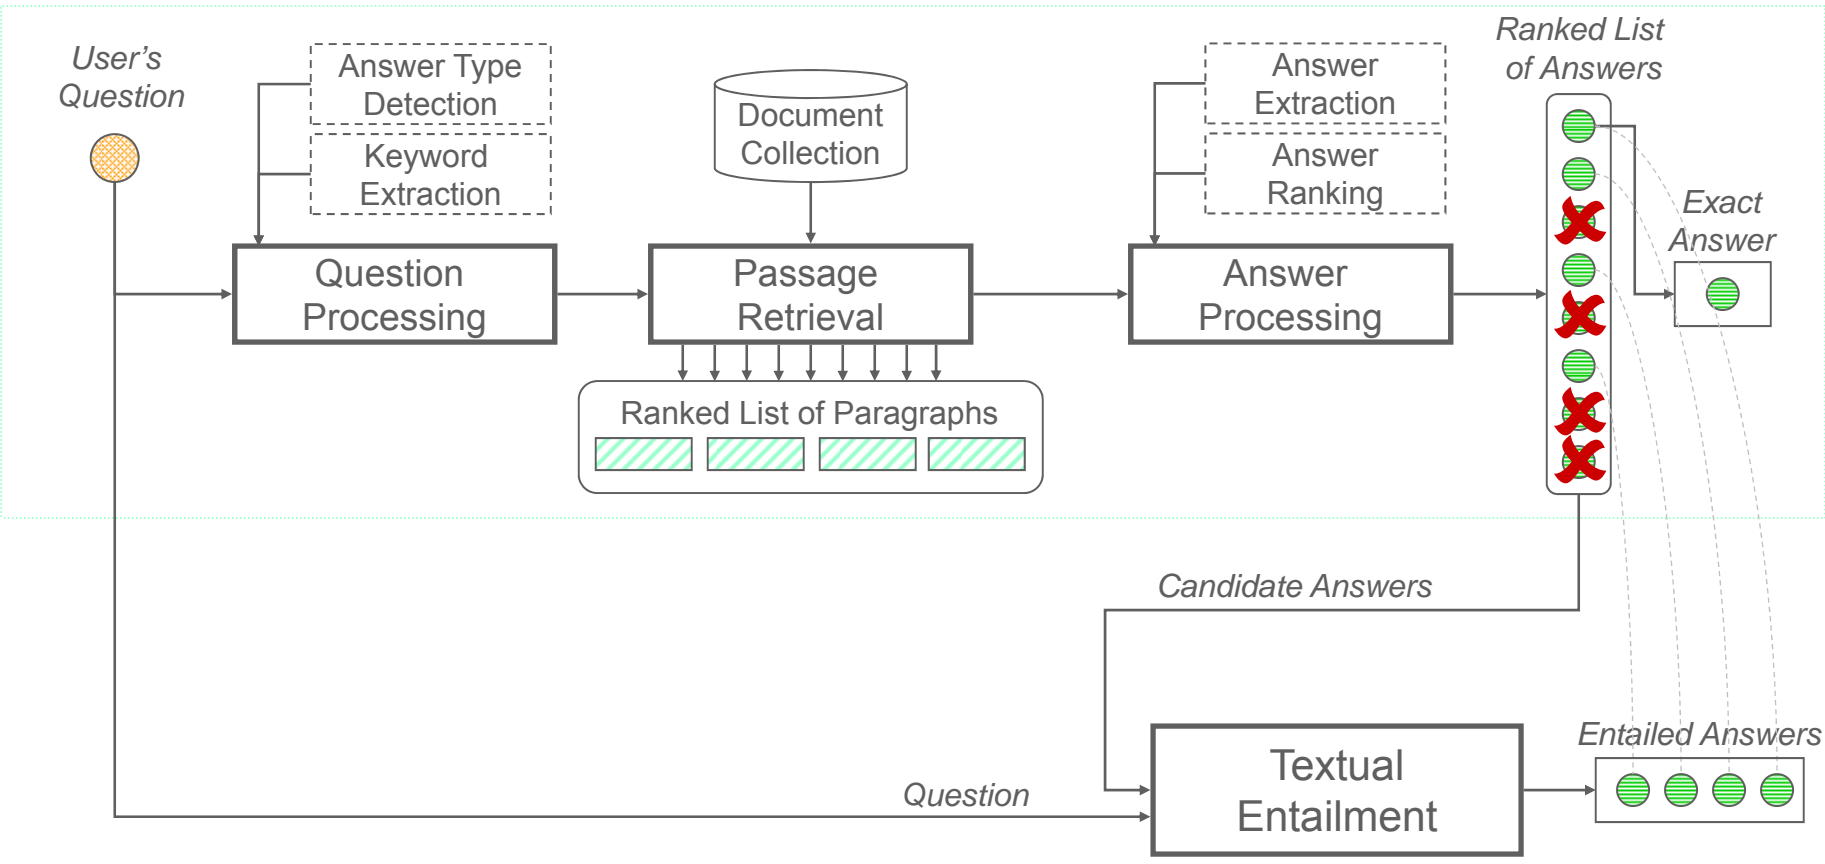 User's
Question
Answer Type
Detection
Keyword
Extraction
Document
Collection
Answer
Extraction
Answer
Ranking
Ranked List
of Answers
Exact
Answer
Question
Processing
Passage
Retrieval
Answer
Processing
Ranked List of Paragraphs
Candidate Answers
Question
Textual
Entailment
Entailed Answers